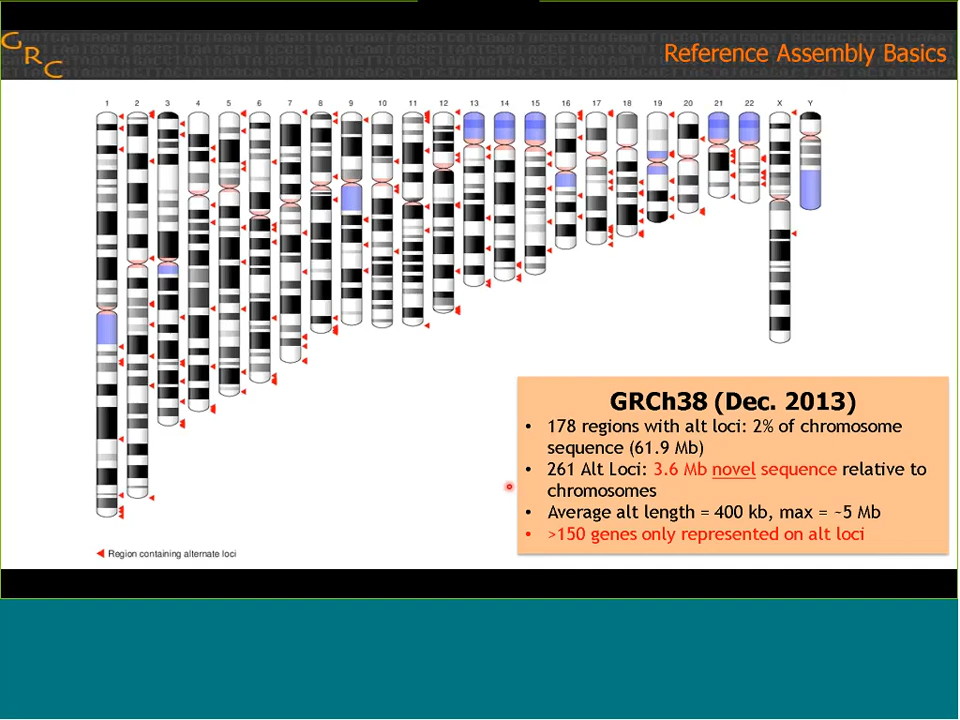 GRC
Reference Assembly Basics
1 2 3 4 5 6 7 8 9 10 11 12 13 14 15 16 17 18 19 20 21 22 X Y
GRCh38 (Dec. 2013)
• 178 regions with alt loci: 2% of chromosome
sequence (61.9 Mb)
• 261 Alt Loci: 3.6 Mb novel sequence relative to
chromosomes
• Average alt length = 400 kb, max = ~5 Mb
• >150 genes only represented on alt loci
Region containing alternate loci